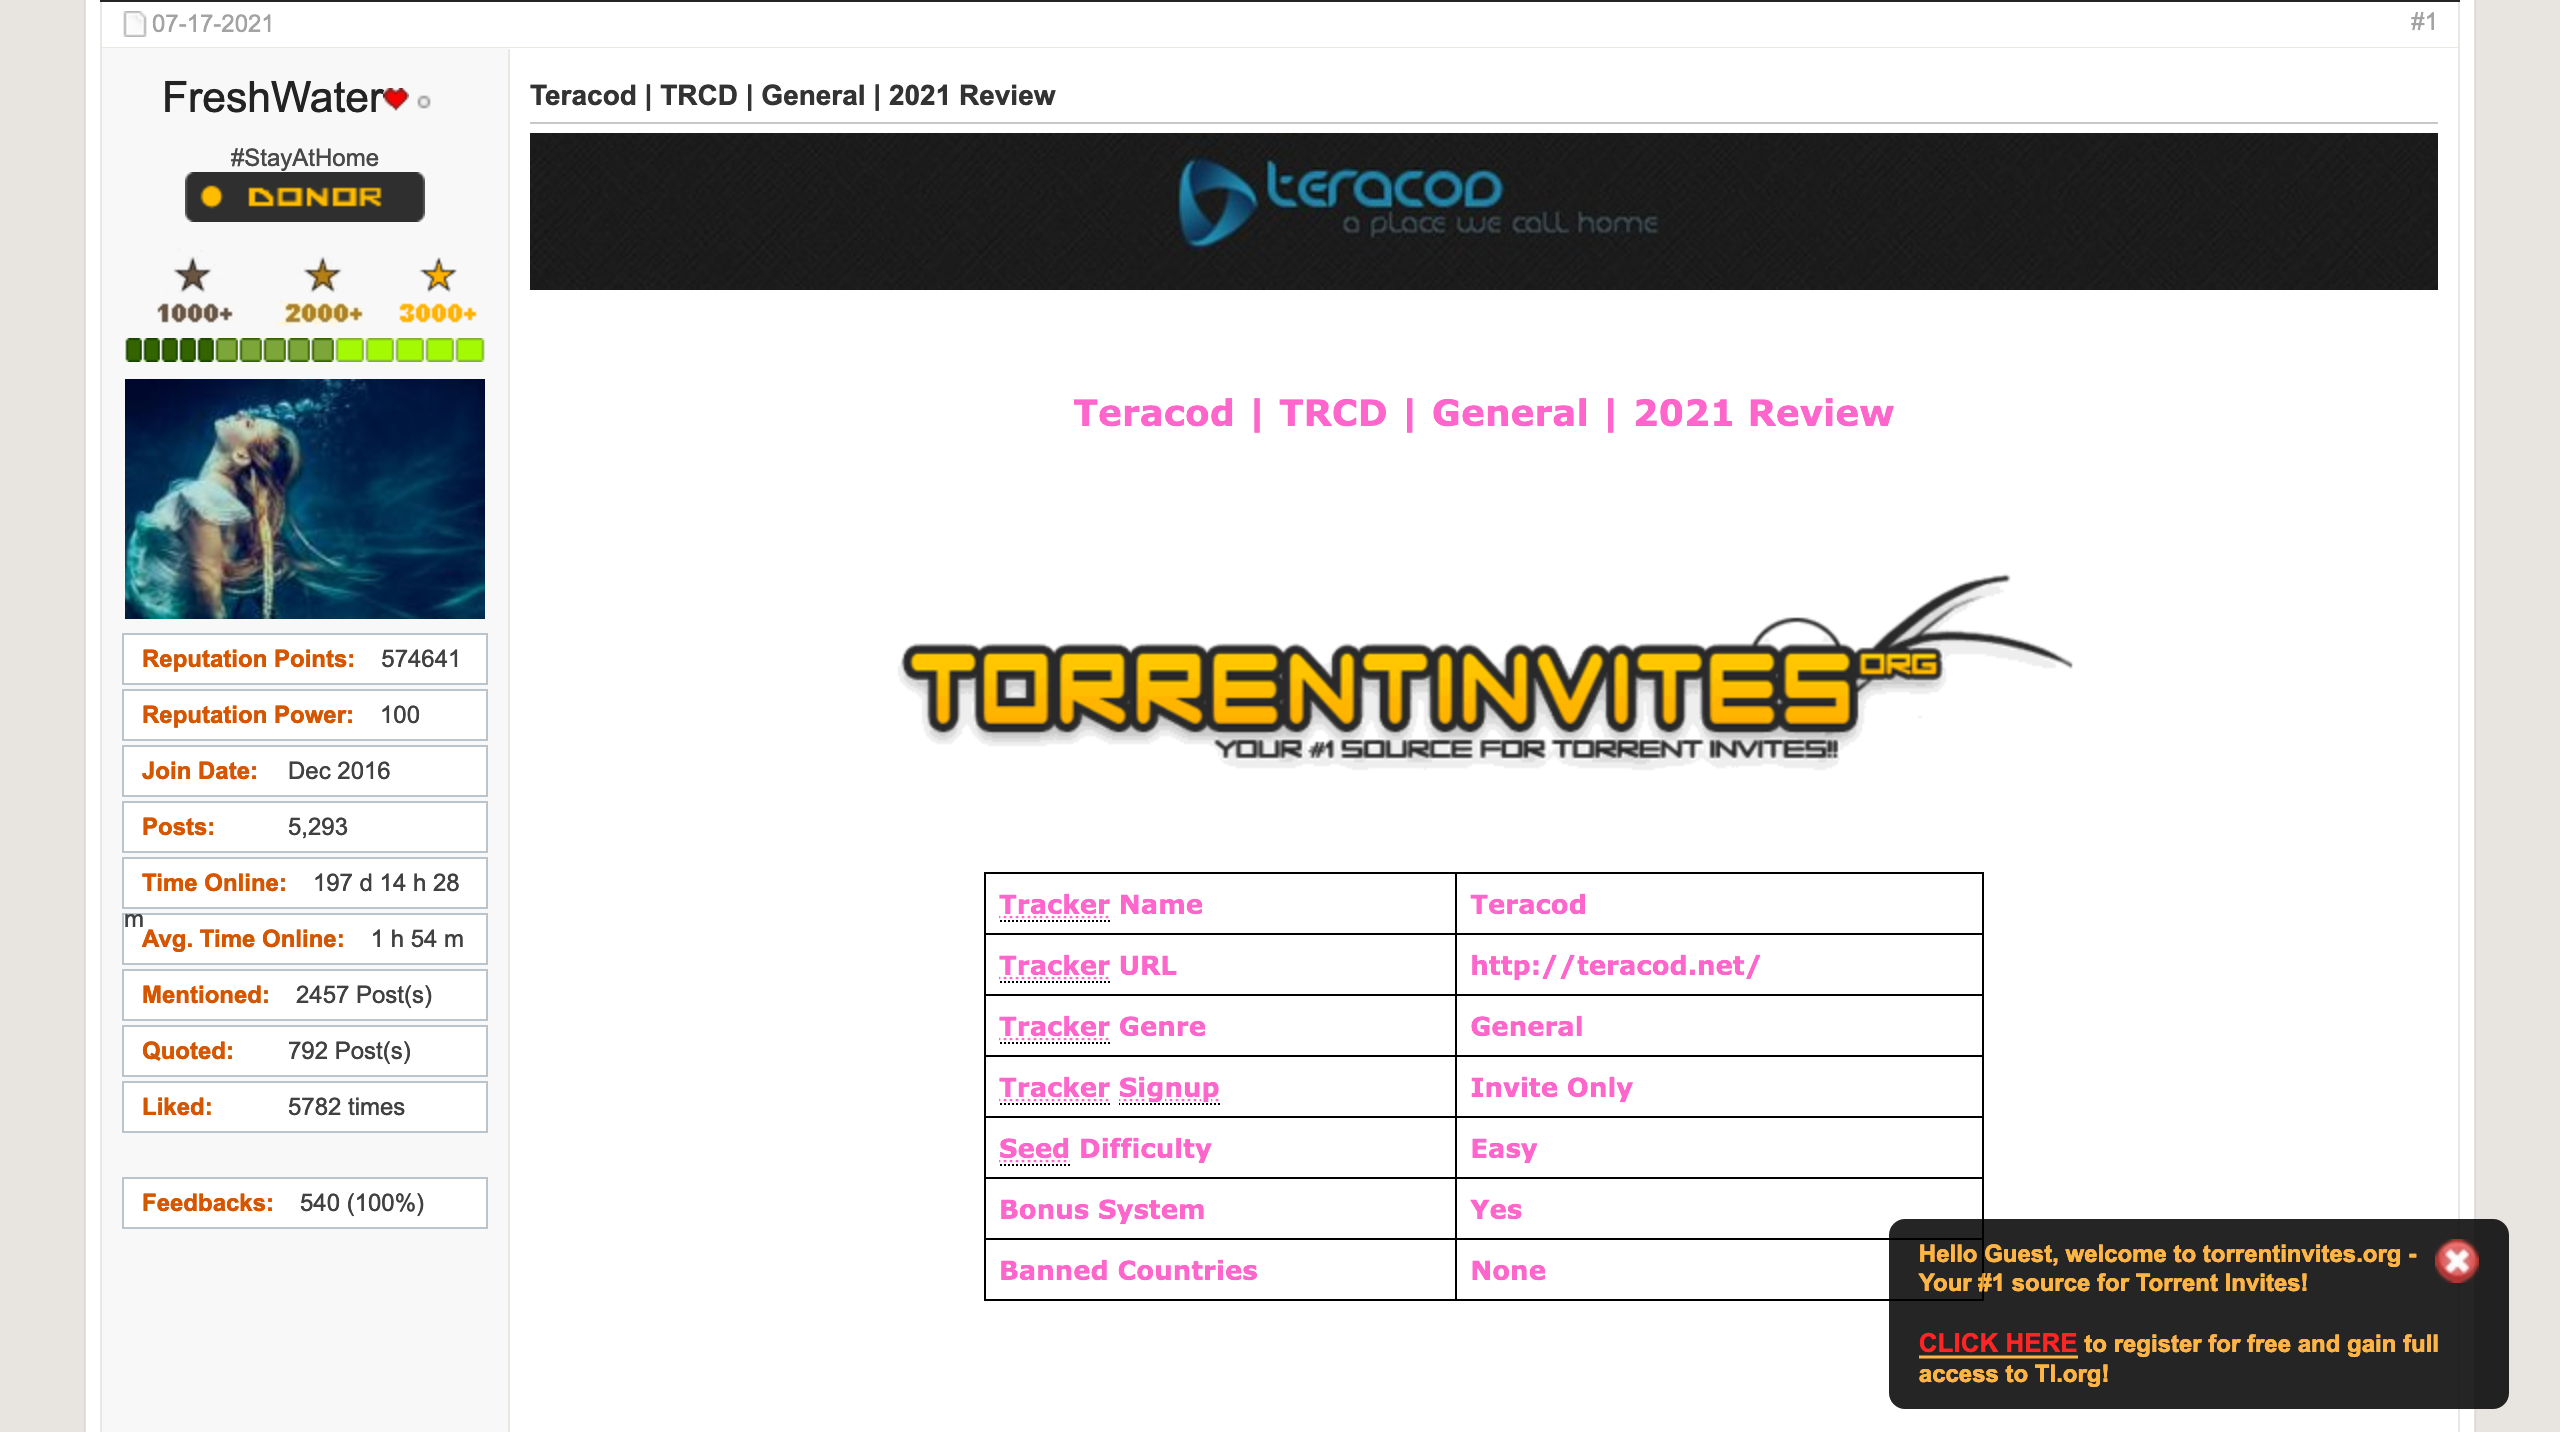 07-17-2021
#1
FreshWater
#StayAtHome
DONOR
1000+ 2000+ 3000+
Reputation Points: 574641
Reputation Power: 100
Join Date: Dec 2016
Posts: 5,293
Time Online: 197 d 14 h 28
m
Avg. Time Online: 1 h 54 m
Mentioned: 2457 Post(s)
Quoted: 792 Post(s)
Liked: 5782 times
Feedbacks: 540 (100%)
Teracod | TRCD | General | 2021 Review
teracod
a place we call home
Teracod | TRCD | General | 2021 Review
TORRENTINVITES ORG
YOUR #1 SOURCE FOR TORRENT INVITES!!
Tracker Name Teracod
Tracker URL http://teracod.net/
Tracker Genre General
Tracker Signup Invite Only
Seed Difficulty Easy
Bonus System Yes
Banned Countries None
Hello Guest, welcome to torrentinvites.org -
Your #1 source for Torrent Invites!
CLICK HERE to register for free and gain full
access to TI.org!